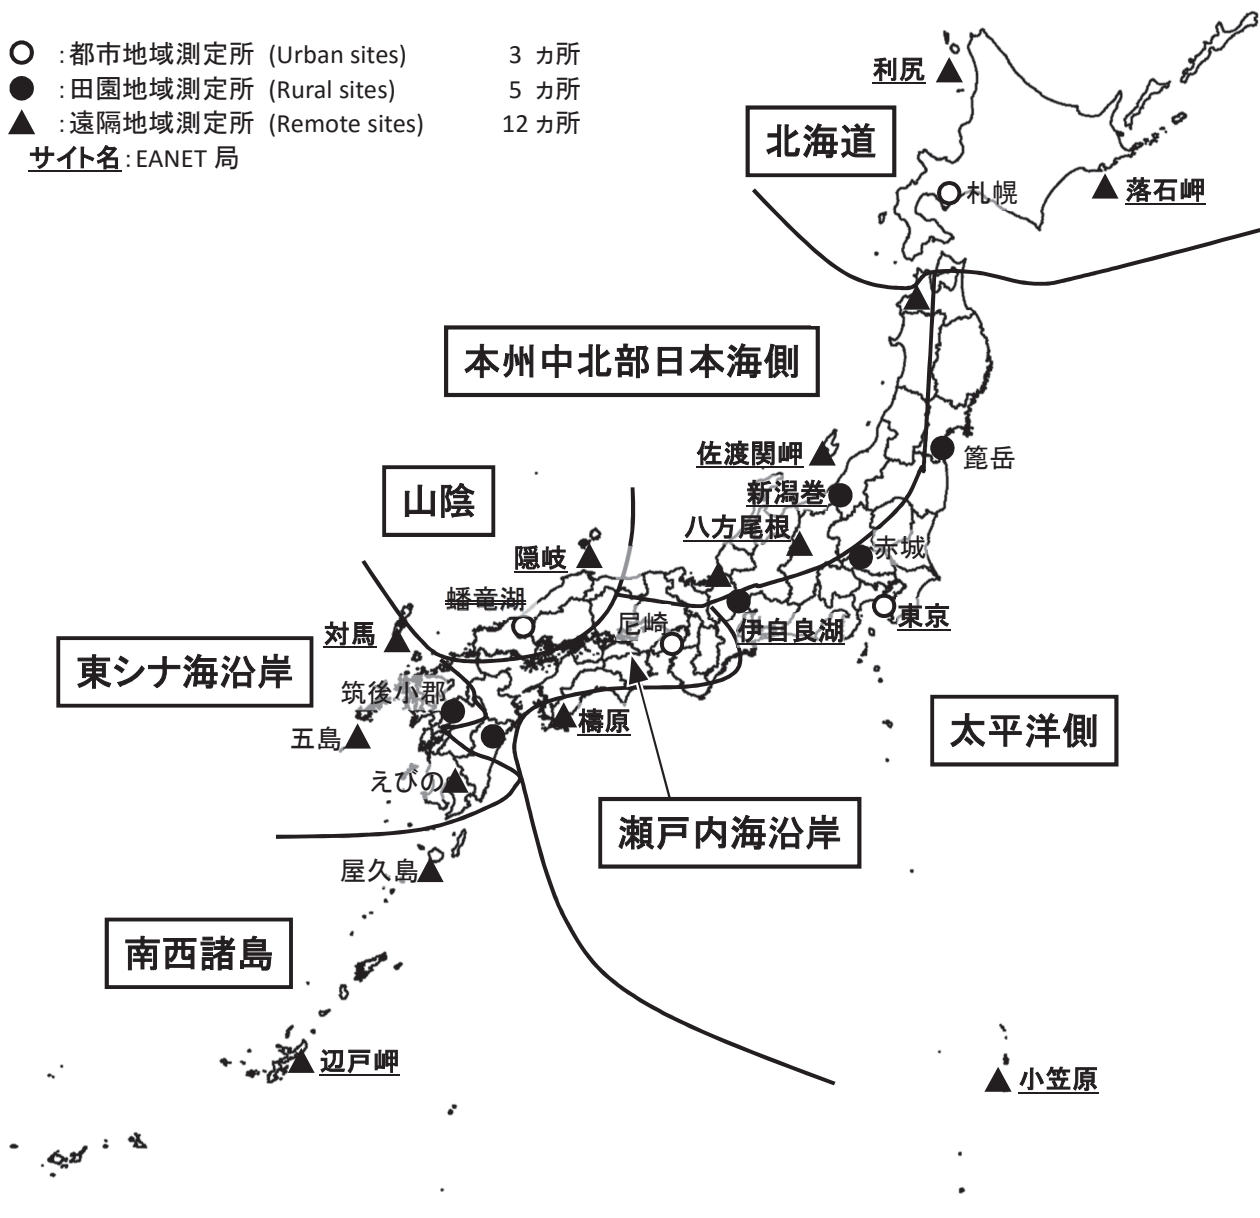 ○ :都市地域測定所 (Urban sites) 3 ヵ所
● :田園地域測定所 (Rural sites) 5 ヵ所
▲ :遠隔地域測定所 (Remote sites) 12 ヵ所
サイト名:EANET 局
利尻
北海道
札幌
落石岬
本州中北部日本海側
佐渡関岬
箟岳
新潟巻
山陰
八方尾根
赤城
隠岐
蟠竜湖
尼崎
伊自良湖
東京
対馬
東シナ海沿岸
筑後小郡
五島
檮原
太平洋側
えびの
瀬戸内海沿岸
屋久島
南西諸島
辺戸岬
小笠原